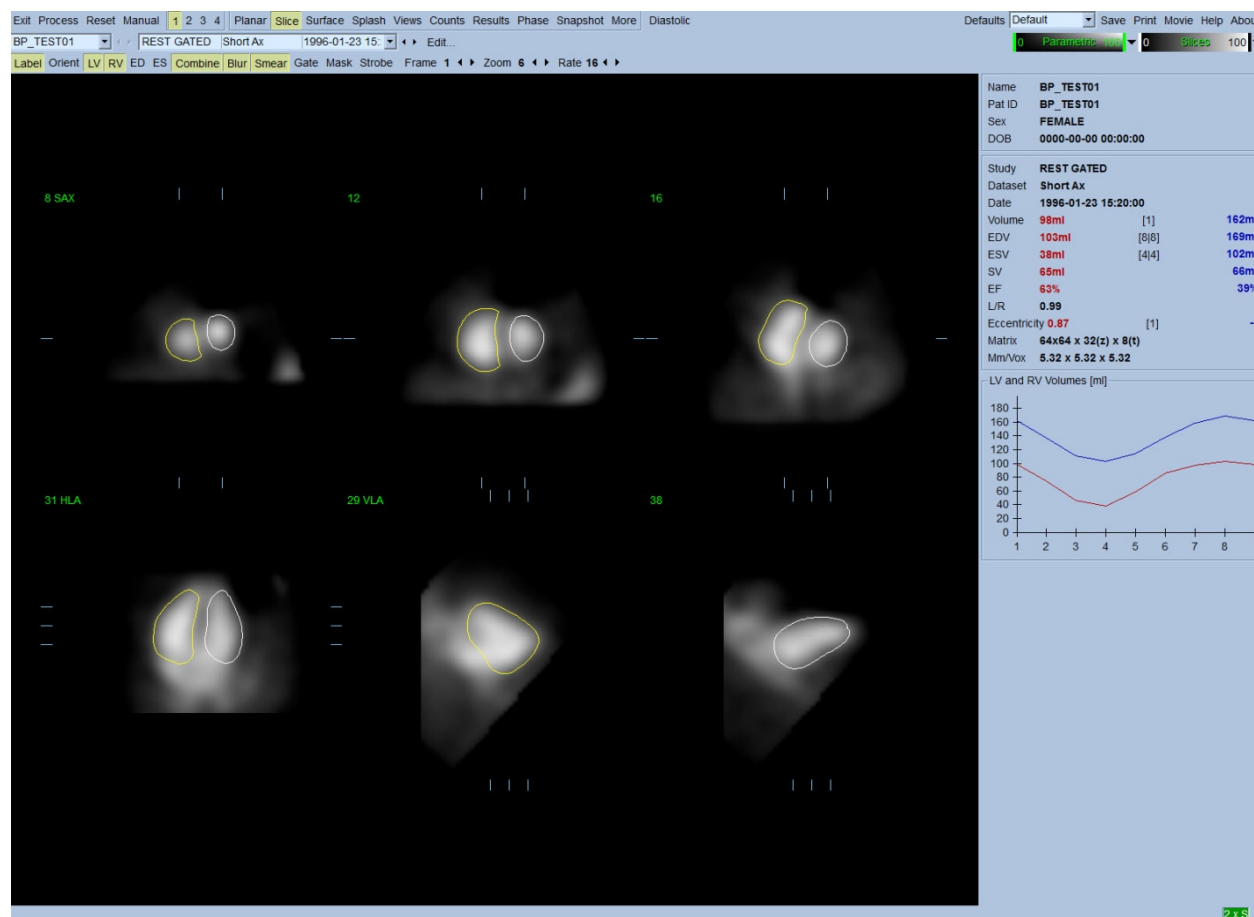 Exit Process Reset Manual 1 2 3 4 Planar Slice Surface Splash Views Counts Results Phase Snapshot More Diastolic Defaults Default Save Print Movie Help Abou
BP_TEST01 REST GATED Short Ax 1996-01-23 15: Edit... 0 Parametric 100 0 Slices 100
Label Orient LV RV ED ES Combine Blur Smear Gate Mask Strobe Frame 1 Zoom 6 Rate 16
Name BP_TEST01
Pat ID BP_TEST01
Sex FEMALE
DOB 0000-00-00 00:00:00
Study REST GATED
Dataset Short Ax
Date 1996-01-23 15:20:00
Volume 98ml [1] 162m
EDV 103ml [8|8] 169m
ESV 38ml [4|4] 102m
SV 65ml 66m
EF 63% 39%
L/R 0.99
Eccentricity 0.87 [1] -
Matrix 64x64 x 32(z) x 8(t)
Mm/Vox 5.32 x 5.32 x 5.32
LV and RV Volumes [ml]
180
160
140
120
100
80
60
40
20
0
1 2 3 4 5 6 7 8
8 SAX 12 16
31 HLA 29 VLA 38
2 x S